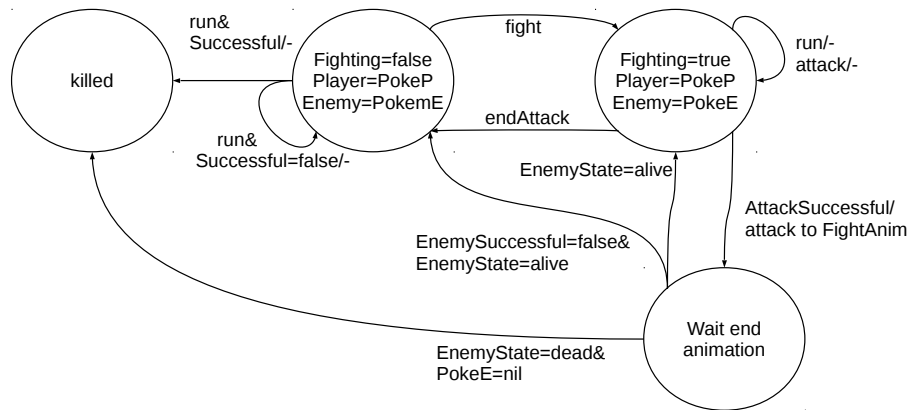 run&
Successful/-
fight
killed
Fighting=false
Player=PokeP
Enemy=PokemE
Fighting=true
Player=PokeP
Enemy=PokeE
run/-
attack/-
endAttack
run&
Successful=false/-
EnemyState=alive
AttackSuccessful/
attack to FightAnim
EnemySuccessful=false&
EnemyState=alive
Wait end
animation
EnemyState=dead&
PokeE=nil